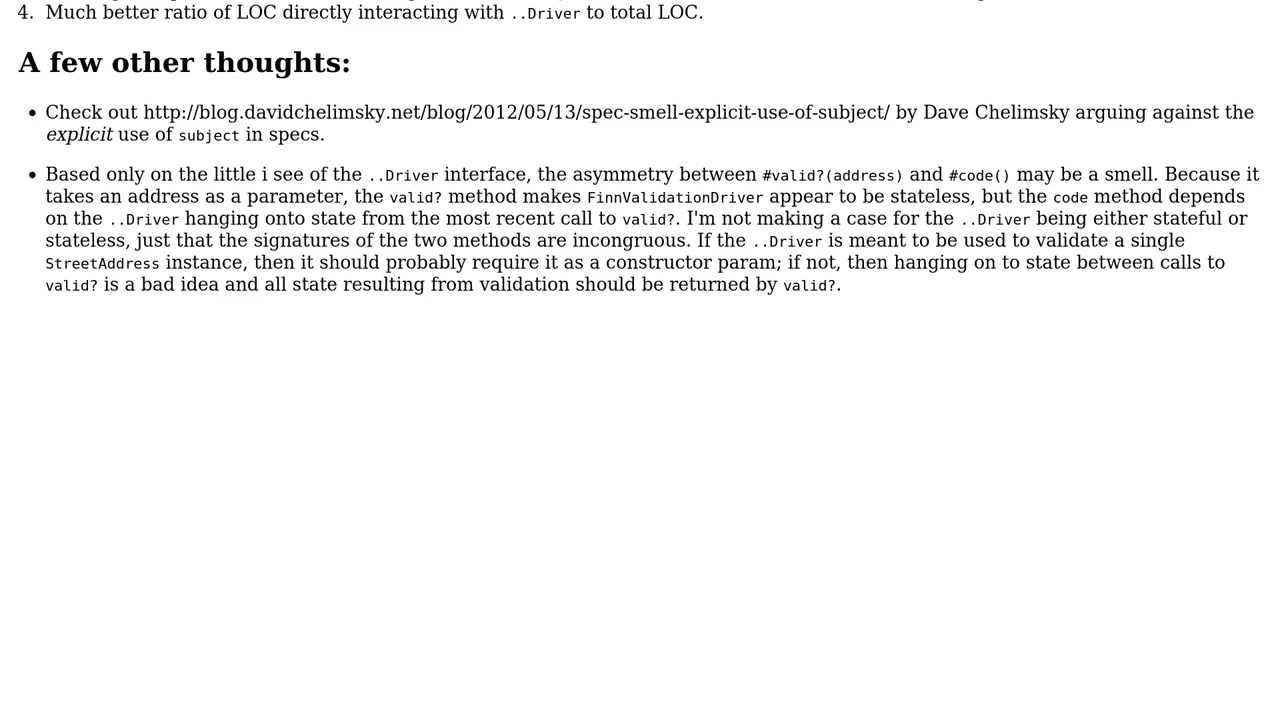 4. Much better ratio of LOC directly interacting with ..Driver to total LOC.
A few other thoughts:
• Check out http://blog.davidchelimsky.net/blog/2012/05/13/spec-smell-explicit-use-of-subject/ by Dave Chelimsky arguing against the
explicit use of subject in specs.
• Based only on the little i see of the ..Driver interface, the asymmetry between #valid?(address) and #code() may be a smell. Because it
takes an address as a parameter, the valid? method makes FinnValidationDriver appear to be stateless, but the code method depends
on the ..Driver hanging onto state from the most recent call to valid?. I'm not making a case for the ..Driver being either stateful or
stateless, just that the signatures of the two methods are incongruous. If the ..Driver is meant to be used to validate a single
StreetAddress instance, then it should probably require it as a constructor param; if not, then hanging on to state between calls to
valid? is a bad idea and all state resulting from validation should be returned by valid?.